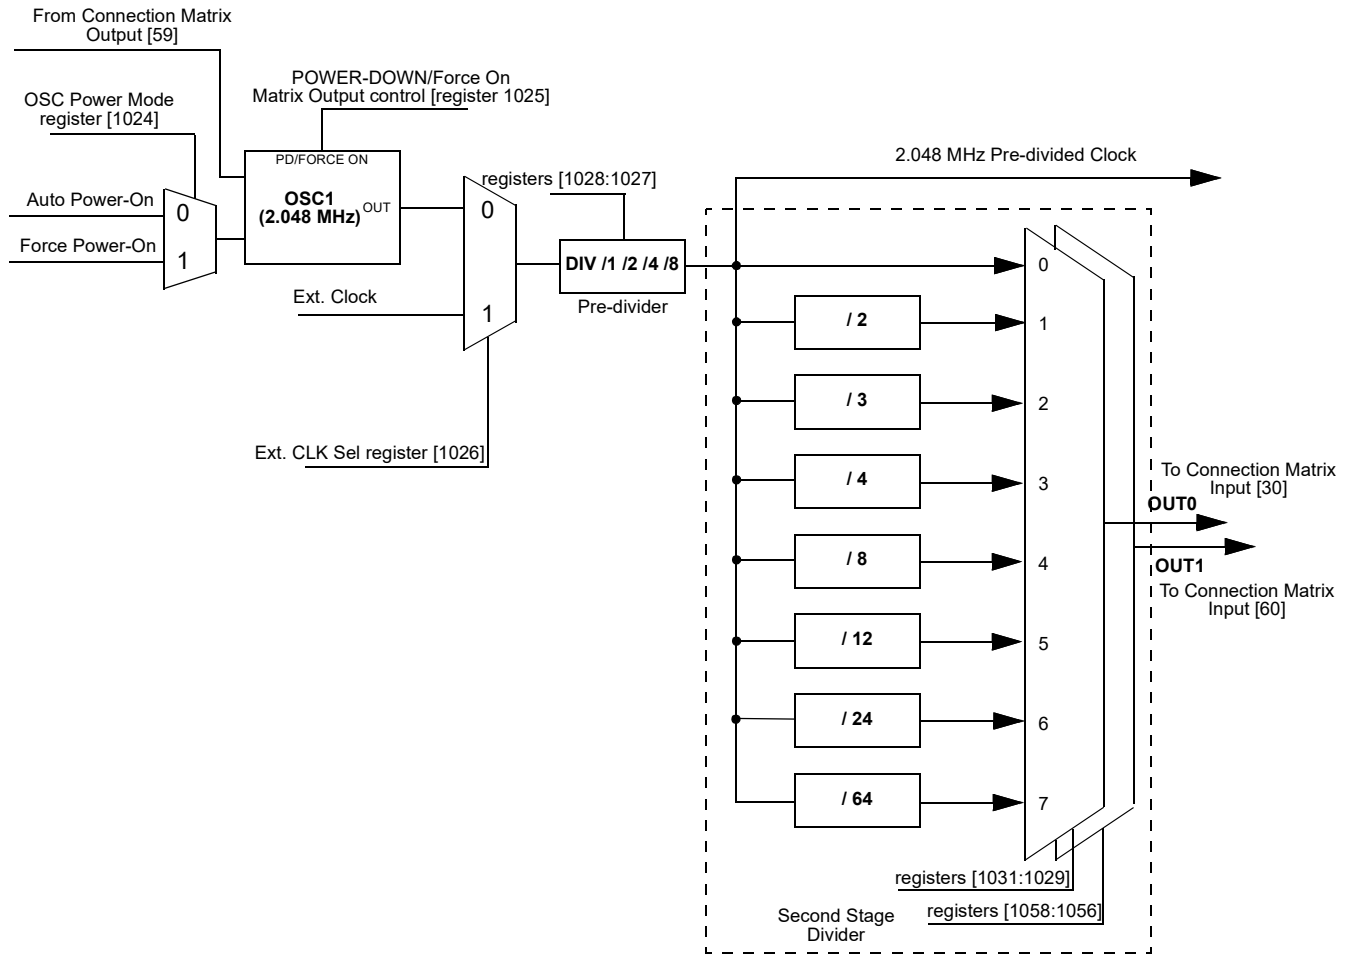 From Connection Matrix
Output [59]
POWER-DOWN/Force On
Matrix Output control [register 1025]
OSC Power Mode
register [1024]
PD/FORCE ON
OSC1
(2.048 MHz)
OUT
Auto Power-On
Force Power-On
0
1
Ext. Clock
0
1
Ext. CLK Sel register [1026]
registers [1028:1027]
DIV /1 /2 /4 /8
Pre-divider
2.048 MHz Pre-divided Clock
0
/ 2
1
/ 3
2
/ 4
3
/ 8
4
/ 12
5
/ 24
6
/ 64
7
To Connection Matrix
Input [30]
OUT0
OUT1
To Connection Matrix
Input [60]
registers [1031:1029]
registers [1058:1056]
Second Stage
Divider